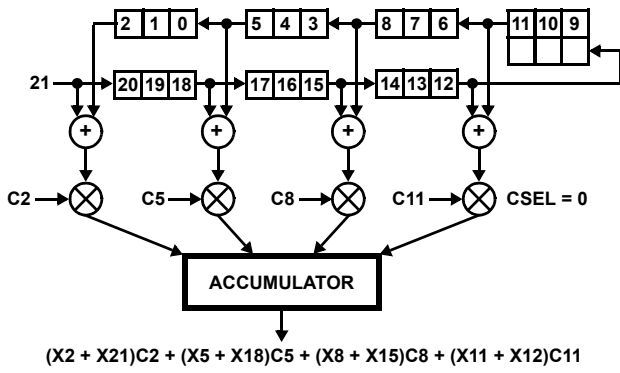 2 1 0 5 4 3 8 7 6 11 10 9
21 20 19 18 17 16 15 14 13 12
+ + + +
C2 C5 C8 C11 CSEL = 0
ACCUMULATOR
(X2 + X21)C2 + (X5 + X18)C5 + (X8 + X15)C8 + (X11 + X12)C11